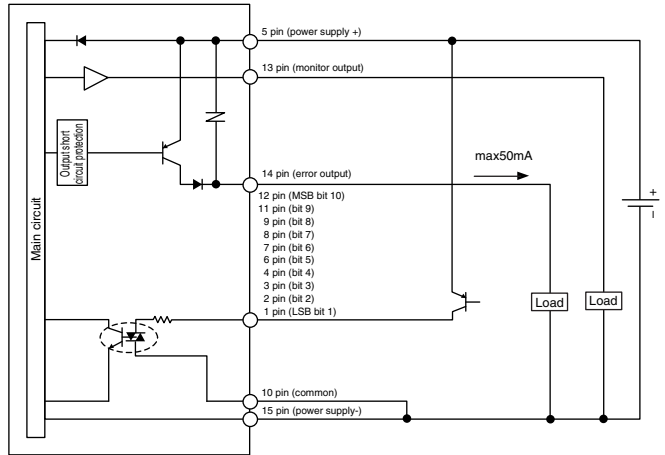 5 pin (power supply +)
13 pin (monitor output)
Output short
circuit protection
Main circuit
14 pin (error output)
max50mA
12 pin (MSB bit 10)
11 pin (bit 9)
9 pin (bit 8)
8 pin (bit 7)
7 pin (bit 6)
6 pin (bit 5)
4 pin (bit 4)
3 pin (bit 3)
2 pin (bit 2)
1 pin (LSB bit 1)
Load
Load
+
−
10 pin (common)
15 pin (power supply-)